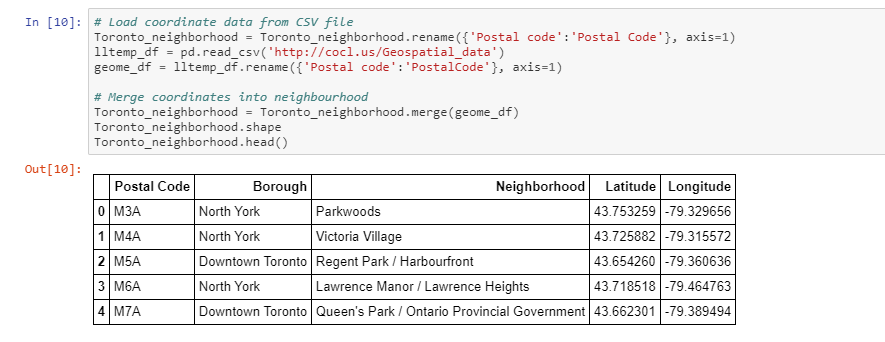 In [10]: # Load coordinate data from CSV file
Toronto_neighborhood = Toronto_neighborhood.rename({'Postal code':'Postal Code'}, axis=1)
lltemp_df = pd.read_csv('http://cocl.us/Geospatial_data')
geome_df = lltemp_df.rename({'Postal code':'PostalCode'}, axis=1)
# Merge coordinates into neighbourhood
Toronto_neighborhood = Toronto_neighborhood.merge(geome_df)
Toronto_neighborhood.shape
Toronto_neighborhood.head()
Out[10]:
Postal Code Borough Neighborhood Latitude Longitude
0 M3A North York Parkwoods 43.753259 -79.329656
1 M4A North York Victoria Village 43.725882 -79.315572
2 M5A Downtown Toronto Regent Park / Harbourfront 43.654260 -79.360636
3 M6A North York Lawrence Manor / Lawrence Heights 43.718518 -79.464763
4 M7A Downtown Toronto Queen's Park / Ontario Provincial Government 43.662301 -79.389494